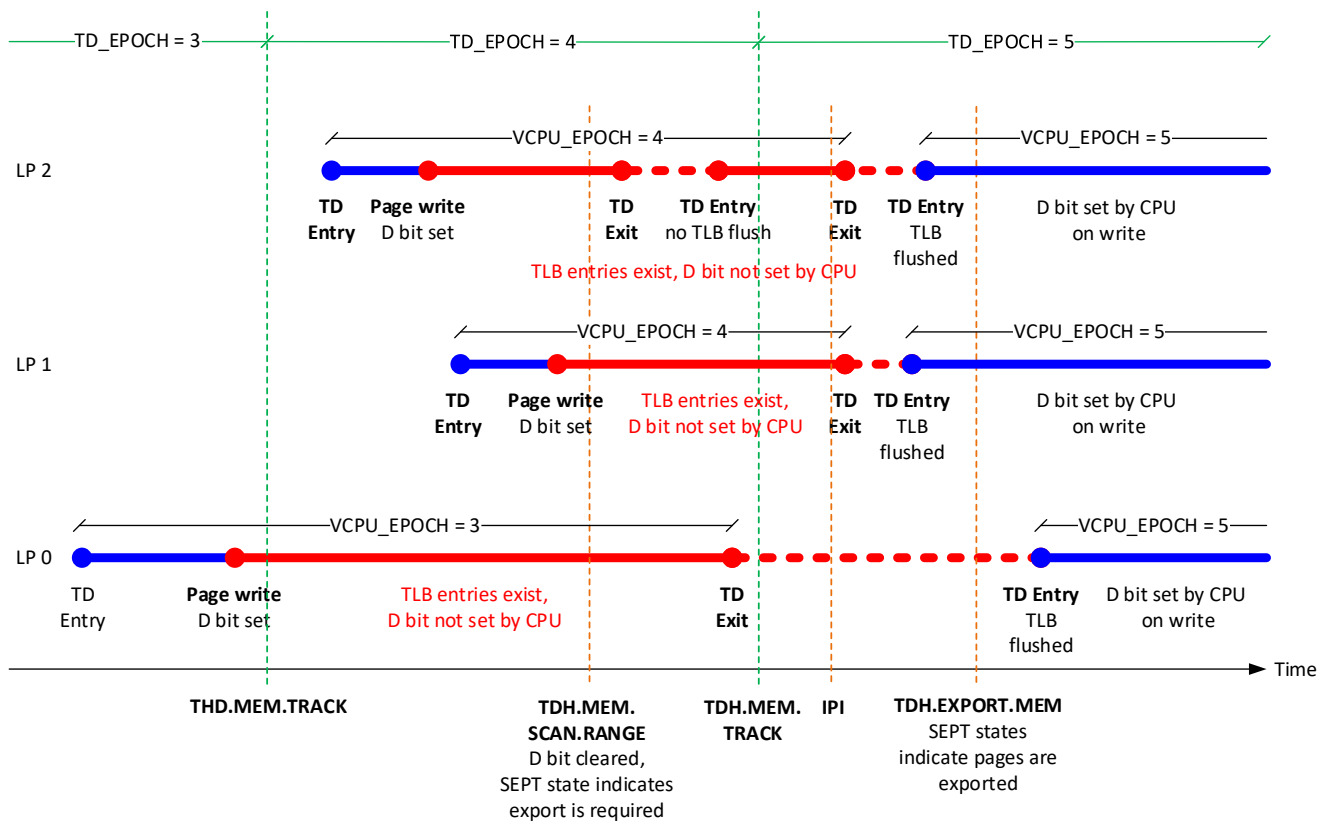 TD_EPOCH = 3
TD_EPOCH = 4
TD_EPOCH = 5
VCPU_EPOCH = 4
VCPU_EPOCH = 5
LP 2
TD
Entry
Page write
D bit set
TD
Exit
TD Entry
no TLB flush
TD
Exit
TD Entry
TLB
flushed
D bit set by CPU
on write
TLB entries exist, D bit not set by CPU
VCPU_EPOCH = 4
VCPU_EPOCH = 5
LP 1
TD
Entry
Page write
D bit set
TLB entries exist,
D bit not set by CPU
TD
Exit
TD Entry
TLB
flushed
D bit set by CPU
on write
VCPU_EPOCH = 3
VCPU_EPOCH = 5
LP 0
TD
Entry
Page write
D bit set
TLB entries exist,
D bit not set by CPU
TD
Exit
TD Entry
TLB
flushed
D bit set by CPU
on write
Time
THD.MEM.TRACK
TDH.MEM.
SCAN.RANGE
D bit cleared,
SEPT state indicates
export is required
TDH.MEM.
TRACK
IPI
TDH.EXPORT.MEM
SEPT states
indicate pages are
exported